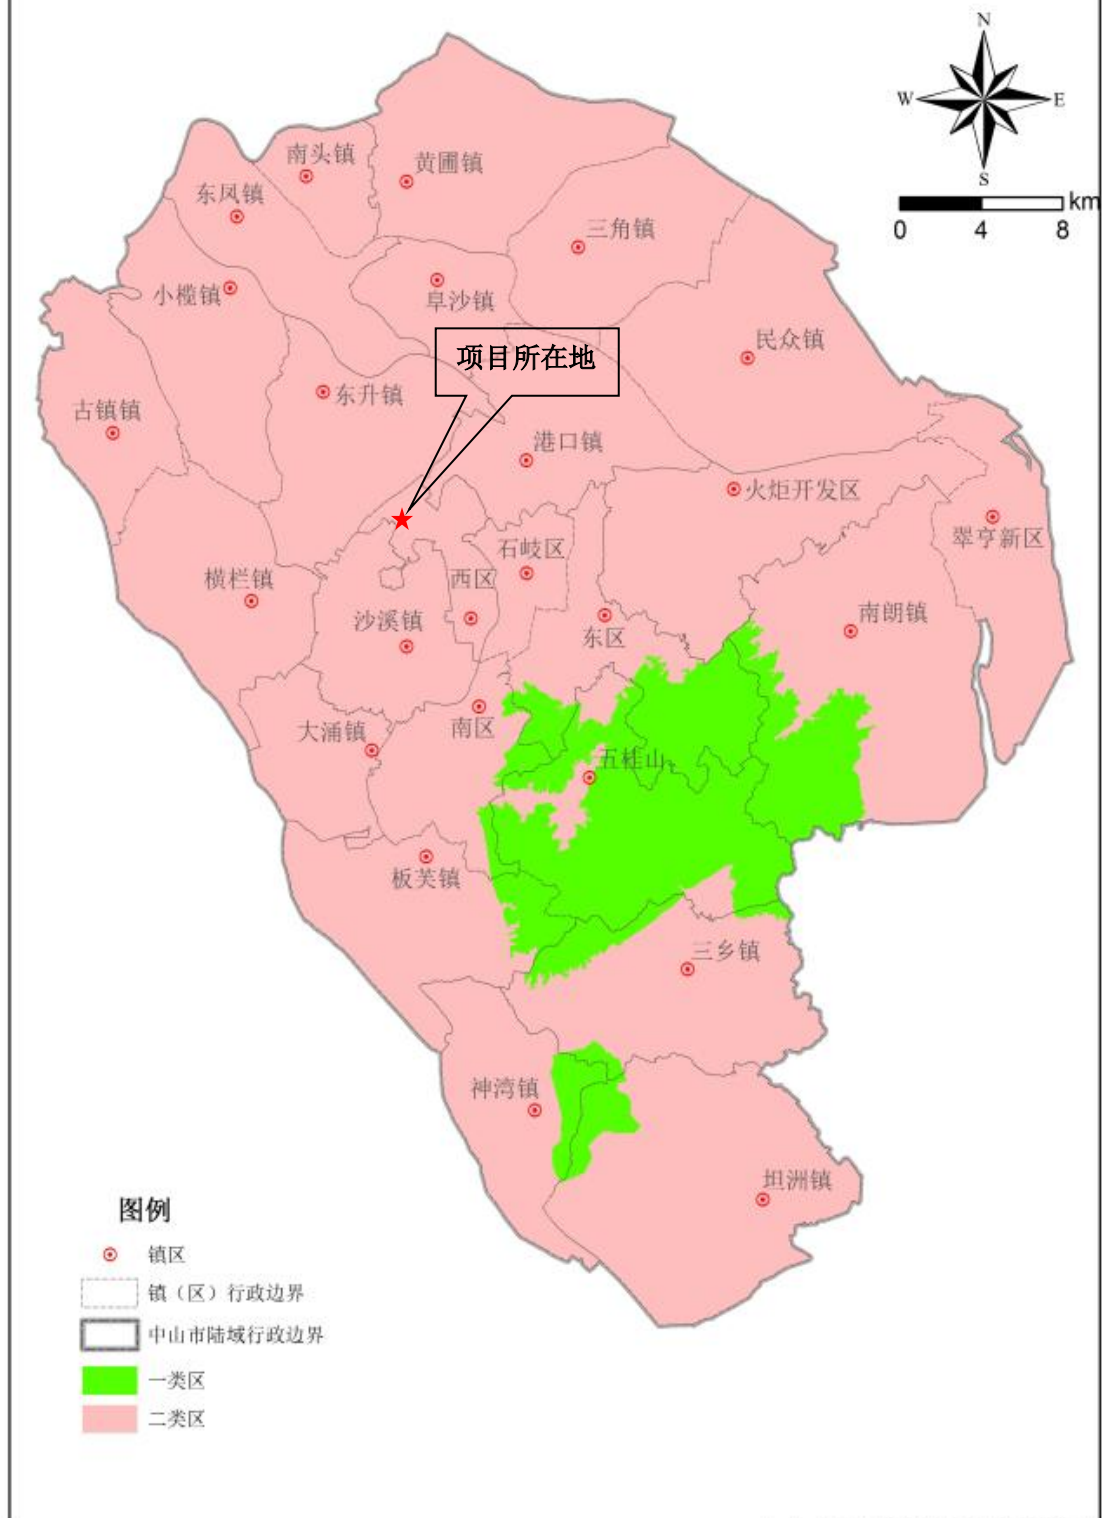 N
W
E
S
km
0
4
8
南头镇
黄圃镇
东凤镇
三角镇
小榄镇
阜沙镇
民众镇
项目所在地
东升镇
古镇镇
港口镇
火炬开发区
翠亨新区
石岐区
横栏镇
西区
南朗镇
沙溪镇
东区
大涌镇
南区
五桂山
板芙镇
三乡镇
神湾镇
坦洲镇
图例
镇区
镇（区）行政边界
中山市陆域行政边界
一类区
二类区